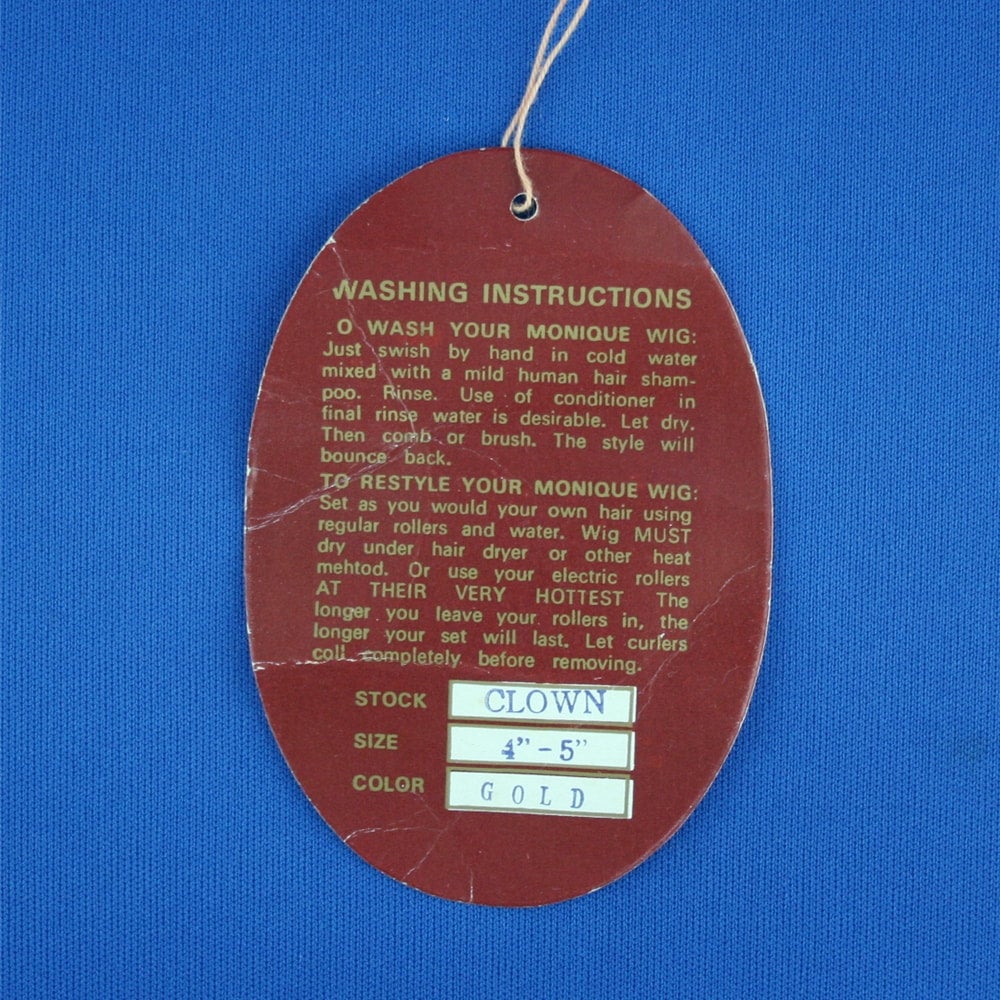 WASHING INSTRUCTIONS
O WASH YOUR MONIQUE WIG:
Just swish by hand in cold water
mixed with a mild human hair sham-
poo. Rinse. Use of conditioner in
final rinse water is desirable. Let dry.
Then comb or brush. The style will
bounce back.
TO RESTYLE YOUR MONIQUE WIG:
Set as you would your own hair using
regular rollers and water. Wig MUST
dry under hair dryer or other heat
mehtod. Or use your electric rollers
AT THEIR VERY HOTTEST The
longer you leave your rollers in, the
longer your set will last. Let curlers
coll completely before removing.
STOCK CLOWN
SIZE 4" - 5"
COLOR GOLD